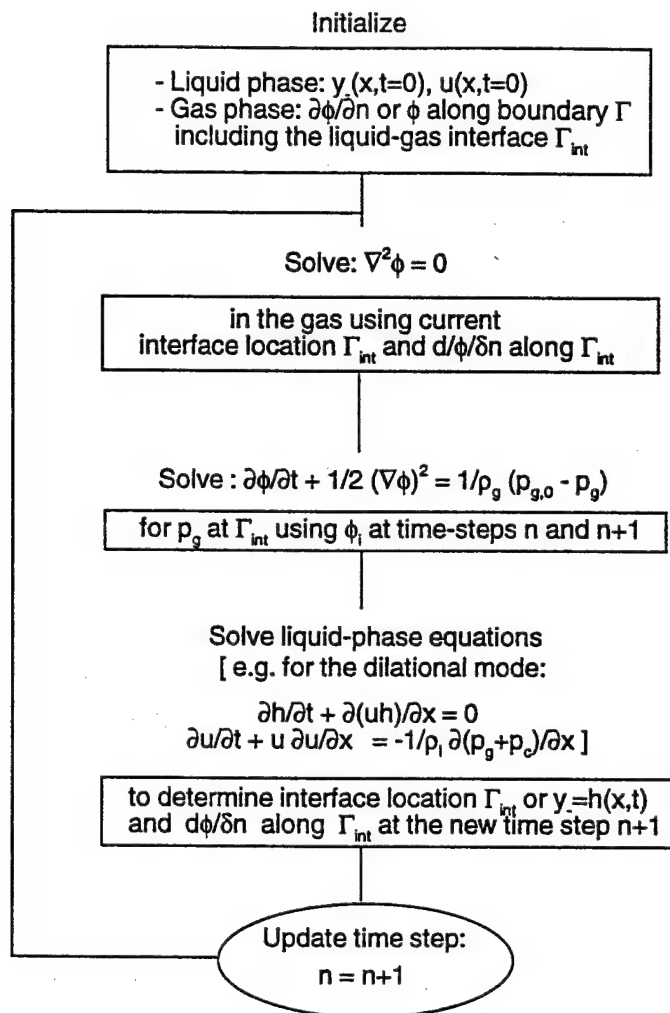 Initialize
- Liquid phase: y_(x,t=0), u(x,t=0)
- Gas phase: ∂ϕ/∂n or ϕ along boundary Γ
including the liquid-gas interface Γint
Solve: ∇²ϕ = 0
in the gas using current
interface location Γint and d/ϕ/δn along Γint
Solve : ∂ϕ/∂t + 1/2 (∇ϕ)² = 1/ρg (pg,o - pg)
for pg at Γint using ϕi at time-steps n and n+1
Solve liquid-phase equations
[ e.g. for the dilational mode:
∂h/∂t + ∂(uh)/∂x = 0
∂u/∂t + u ∂u/∂x = -1/ρl ∂(pg+pc)/∂x ]
to determine interface location Γint or y_=h(x,t)
and dϕ/δn along Γint at the new time step n+1
Update time step:
n = n+1